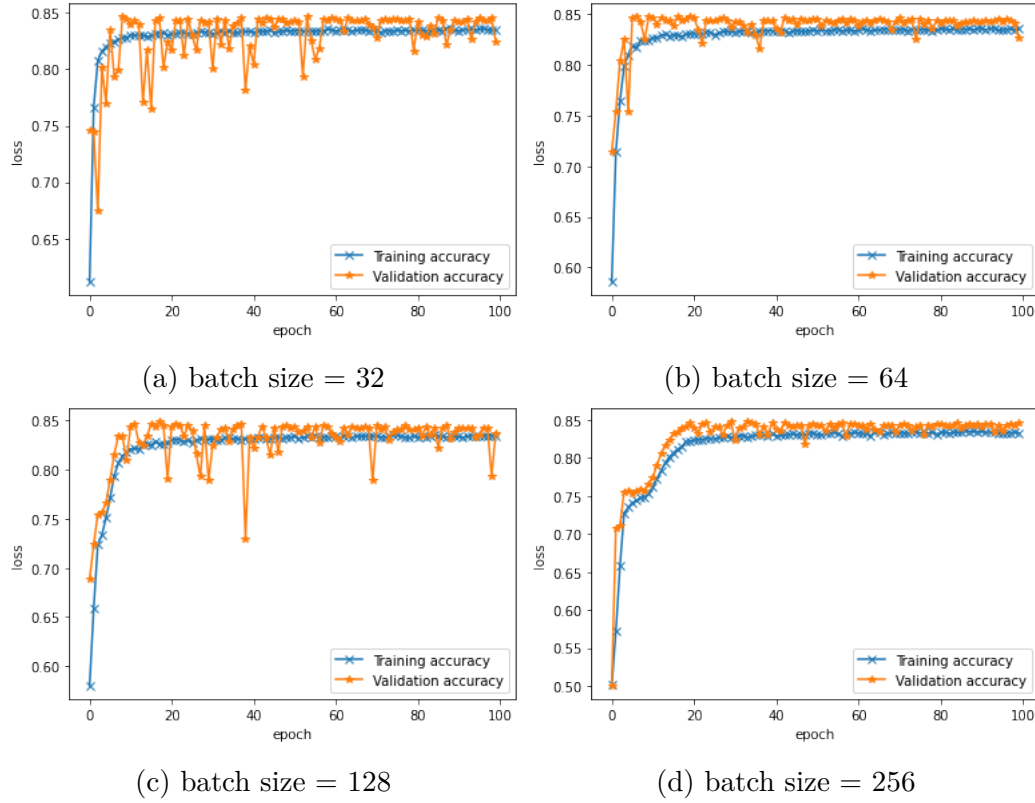 0.85
0.80
0.75
0.70
0.65
loss
0 20 40 60 80 100
epoch
Training accuracy
Validation accuracy
(a) batch size = 32
0.85
0.80
0.75
0.70
0.65
0.60
loss
0 20 40 60 80 100
epoch
Training accuracy
Validation accuracy
(b) batch size = 64
0.85
0.80
0.75
0.70
0.65
0.60
loss
0 20 40 60 80 100
epoch
Training accuracy
Validation accuracy
(c) batch size = 128
0.85
0.80
0.75
0.70
0.65
0.60
0.55
0.50
loss
0 20 40 60 80 100
epoch
Training accuracy
Validation accuracy
(d) batch size = 256